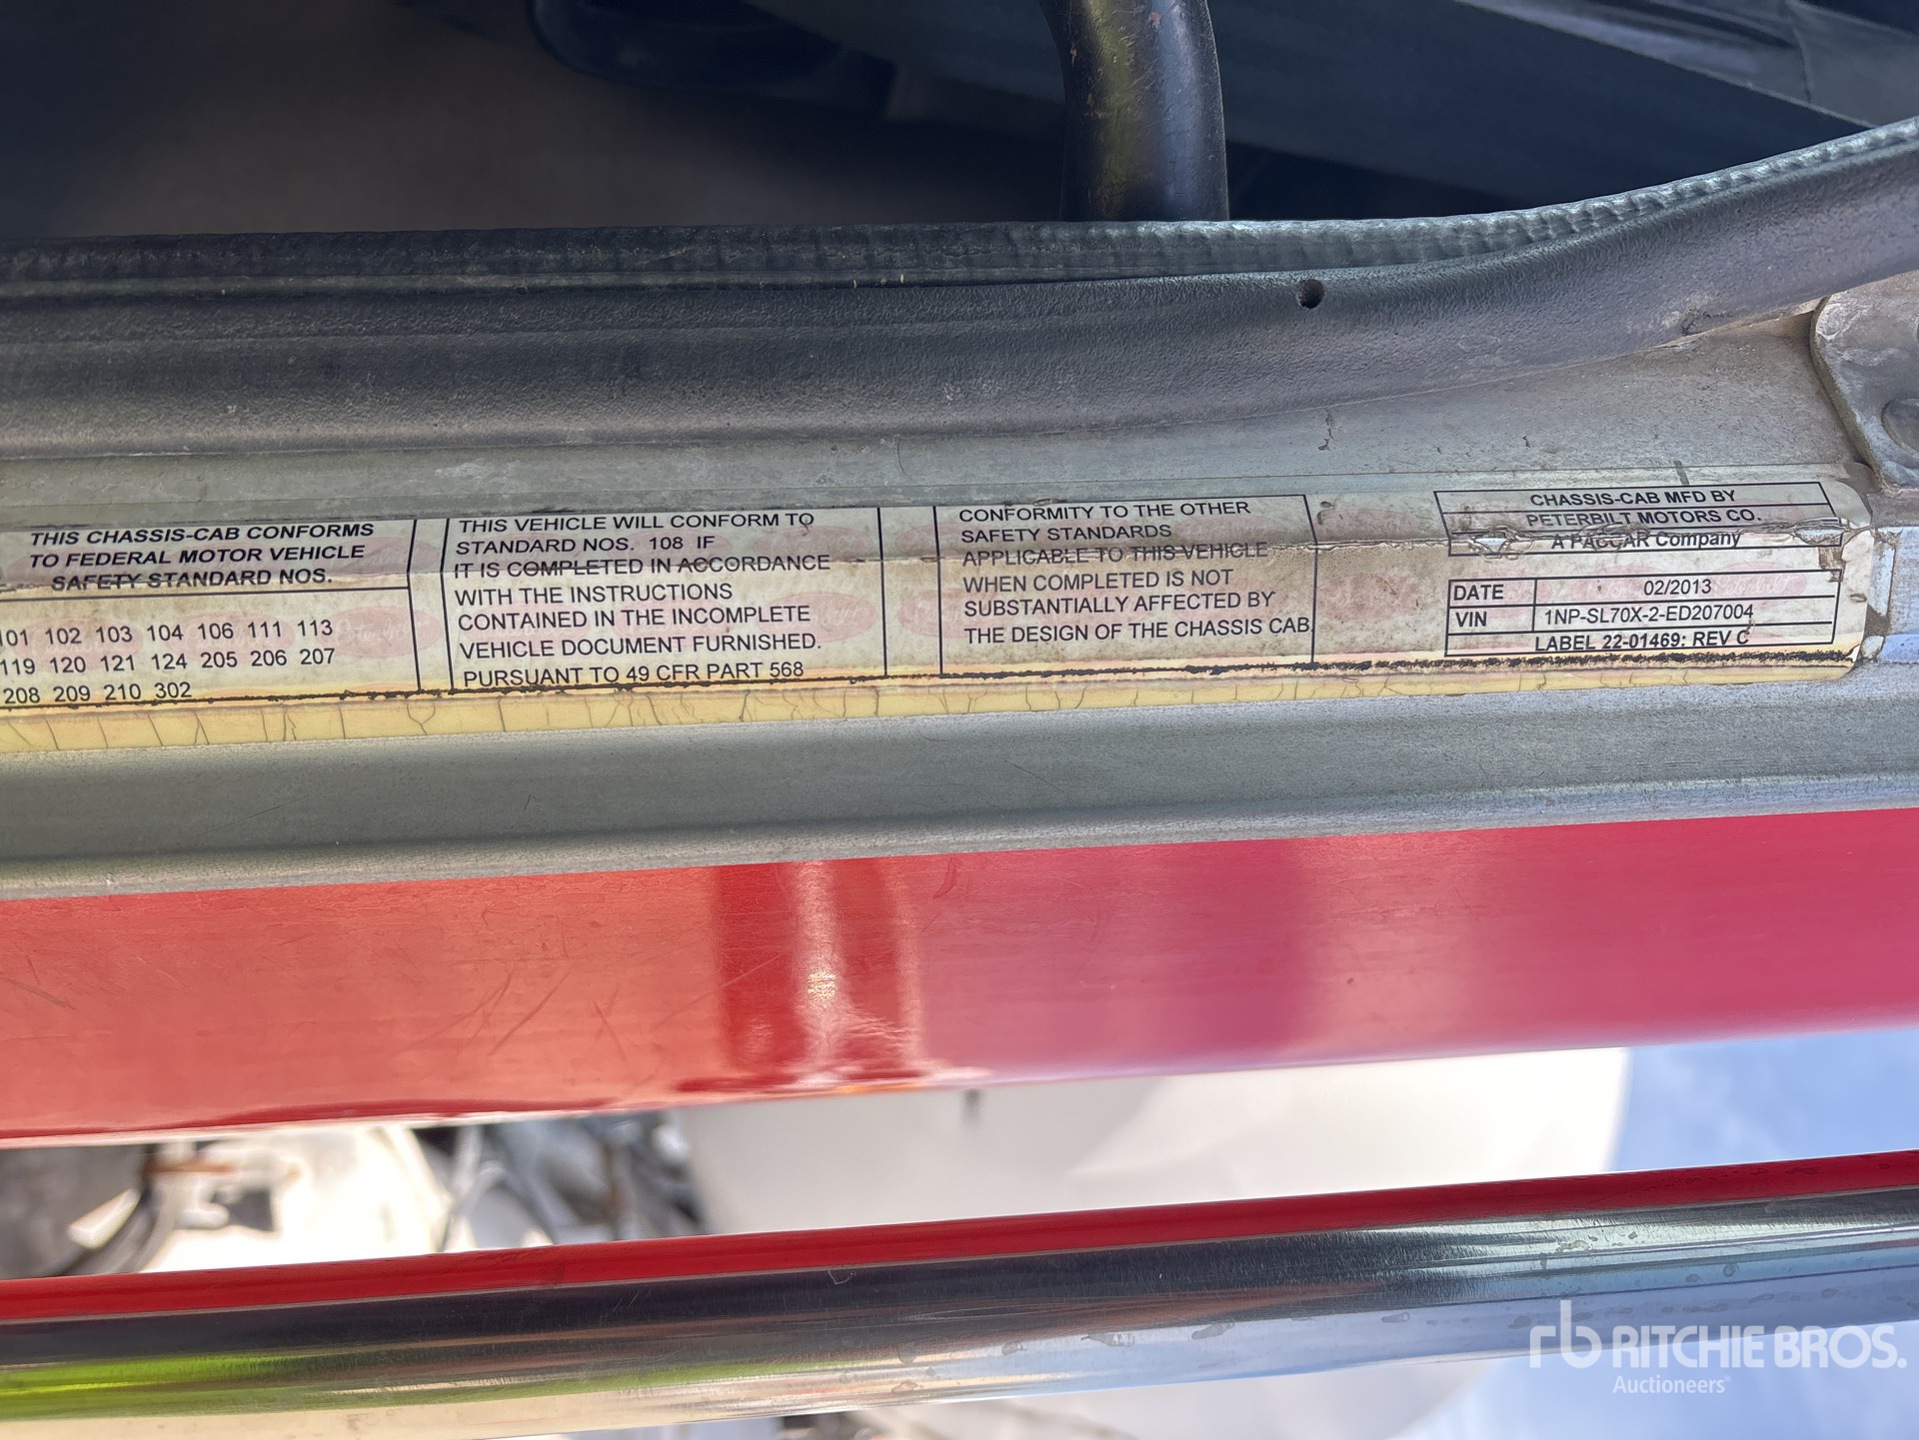 THIS CHASSIS-CAB CONFORMS
TO FEDERAL MOTOR VEHICLE
SAFETY STANDARD NOS.
101 102 103 104 106 111 113
119 120 121 124 205 206 207
208 209 210 302
THIS VEHICLE WILL CONFORM TO
STANDARD NOS. 108 IF
IT IS COMPLETED IN ACCORDANCE
WITH THE INSTRUCTIONS
CONTAINED IN THE INCOMPLETE
VEHICLE DOCUMENT FURNISHED.
PURSUANT TO 49 CFR PART 568
CONFORMITY TO THE OTHER
SAFETY STANDARDS
APPLICABLE TO THIS VEHICLE
WHEN COMPLETED IS NOT
SUBSTANTIALLY AFFECTED BY
THE DESIGN OF THE CHASSIS CAB.
CHASSIS-CAB MFD BY
PETERBILT MOTORS CO.
A PACCAR Company
DATE 02/2013
VIN 1NP-SL70X-2-ED207004
LABEL 22-01469: REV C
rb RITCHIE BROS.
Auctioneers